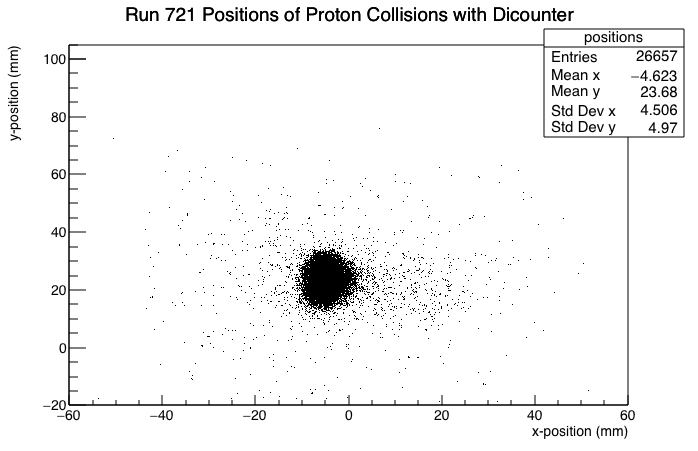 Run 721 Positions of Proton Collisions with Dicounter
positions
Entries 26657
Mean x −4.623
Mean y 23.68
Std Dev x 4.506
Std Dev y 4.97
y-position (mm)
100
80
60
40
20
0
−20
−60 −40 −20 0 20 40 60
x-position (mm)